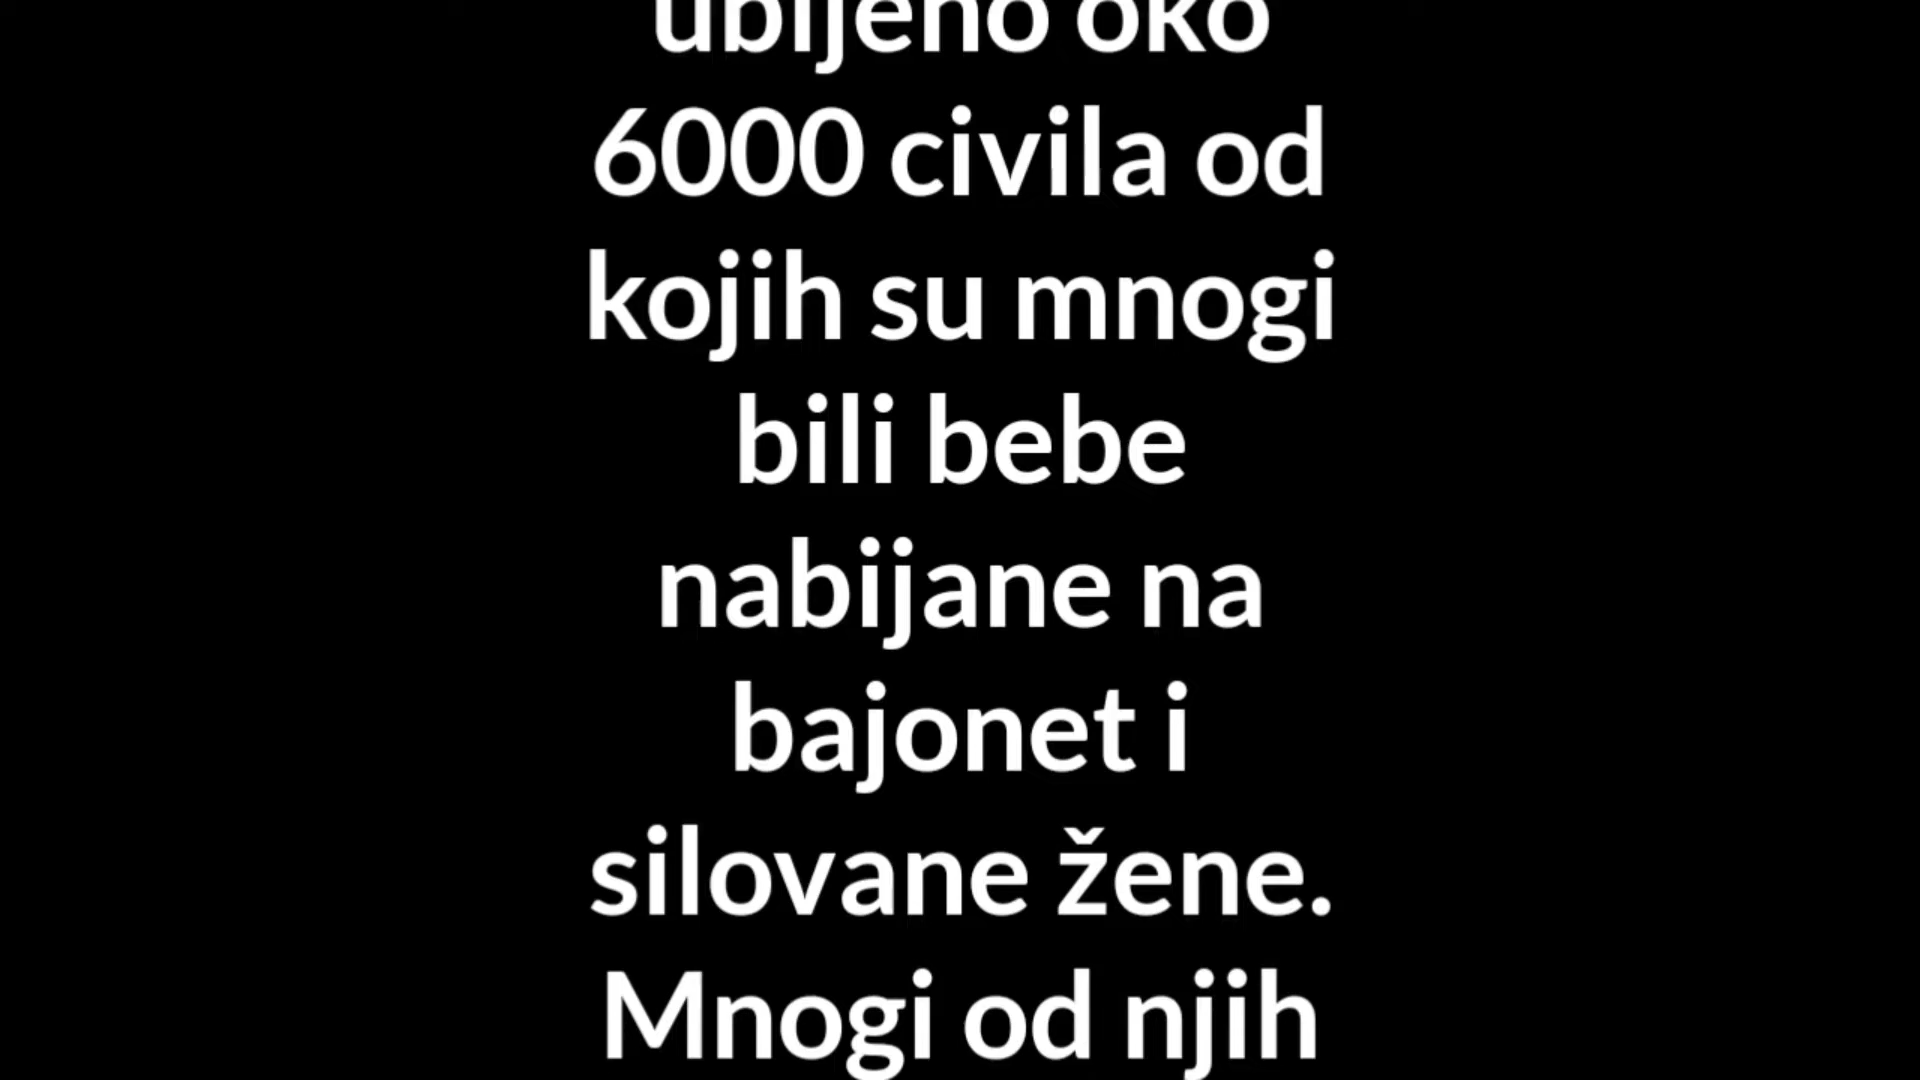 ubijeno oko
6000 civila od
kojih su mnogi
bili bebe
nabijane na
bajonet i
silovane žene.
Mnogi od njih